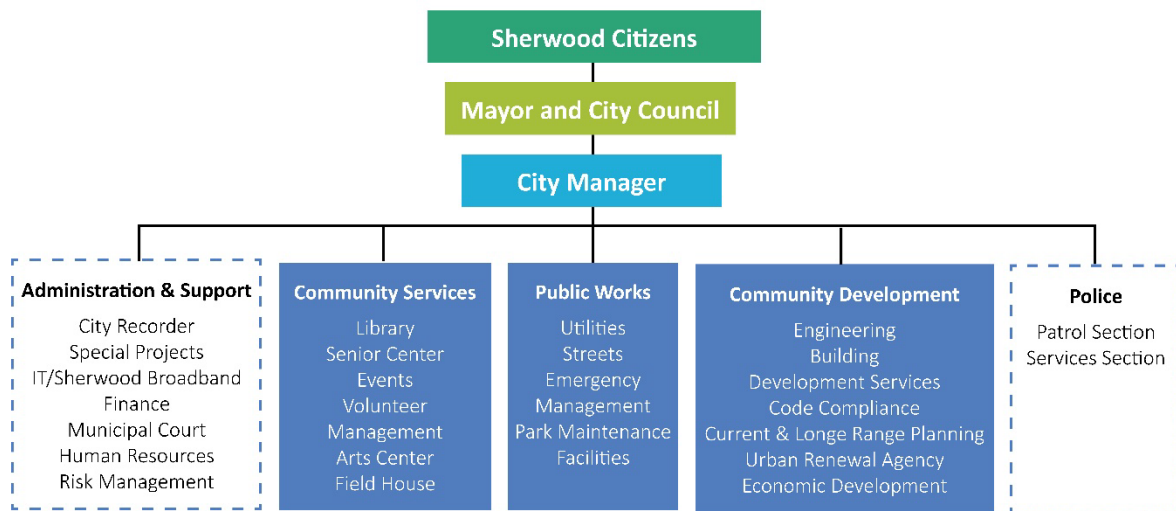 Sherwood Citizens
Mayor and City Council
City Manager
Administration & Support
City Recorder
Special Projects
IT/Sherwood Broadband
Finance
Municipal Court
Human Resources
Risk Management
Community Services
Library
Senior Center
Events
Volunteer
Management
Arts Center
Field House
Public Works
Utilities
Streets
Emergency
Management
Park Maintenance
Facilities
Community Development
Engineering
Building
Development Services
Code Compliance
Current & Longe Range Planning
Urban Renewal Agency
Economic Development
Police
Patrol Section
Services Section